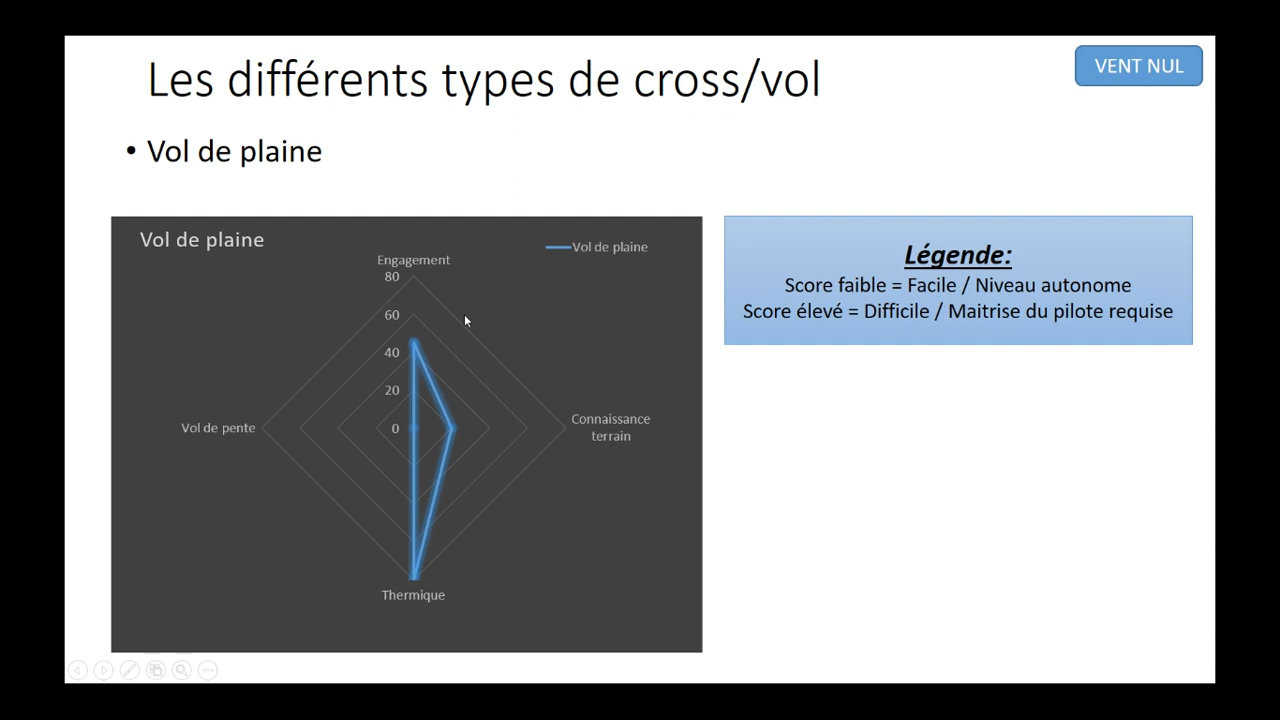 Les différents types de cross/vol
VENT NUL
• Vol de plaine
Vol de plaine
Vol de plaine
Engagement
80
60
40
20
0
Vol de pente
Connaissance
terrain
Thermique
Légende:
Score faible = Facile / Niveau autonome
Score élevé = Difficile / Maitrise du pilote requise